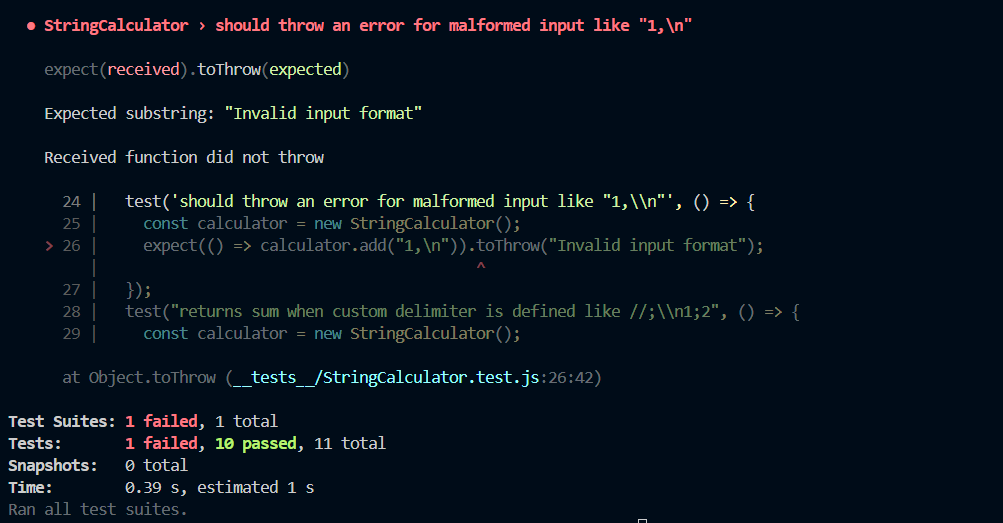 ● StringCalculator › should throw an error for malformed input like "1,\n"
expect(received).toThrow(expected)
Expected substring: "Invalid input format"
Received function did not throw
24 |   test('should throw an error for malformed input like "1,\\n"', () => {
25 |     const calculator = new StringCalculator();
> 26 |     expect(() => calculator.add("1,\n")).toThrow("Invalid input format");
|                                          ^
27 |   });
28 |   test("returns sum when custom delimiter is defined like //;\\n1;2", () => {
29 |     const calculator = new StringCalculator();
at Object.toThrow (__tests__/StringCalculator.test.js:26:42)
Test Suites: 1 failed, 1 total
Tests:       1 failed, 10 passed, 11 total
Snapshots:   0 total
Time:        0.39 s, estimated 1 s
Ran all test suites.